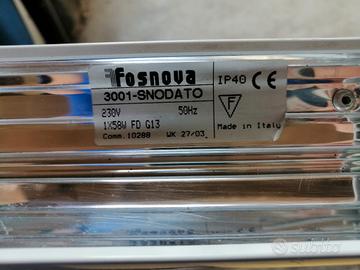 fosnova
IP40 CE
3001-SNODATO
230V 50Hz
F
1X58W FD G13
Made in Italy
Comm.10288 WK 27/03
subito